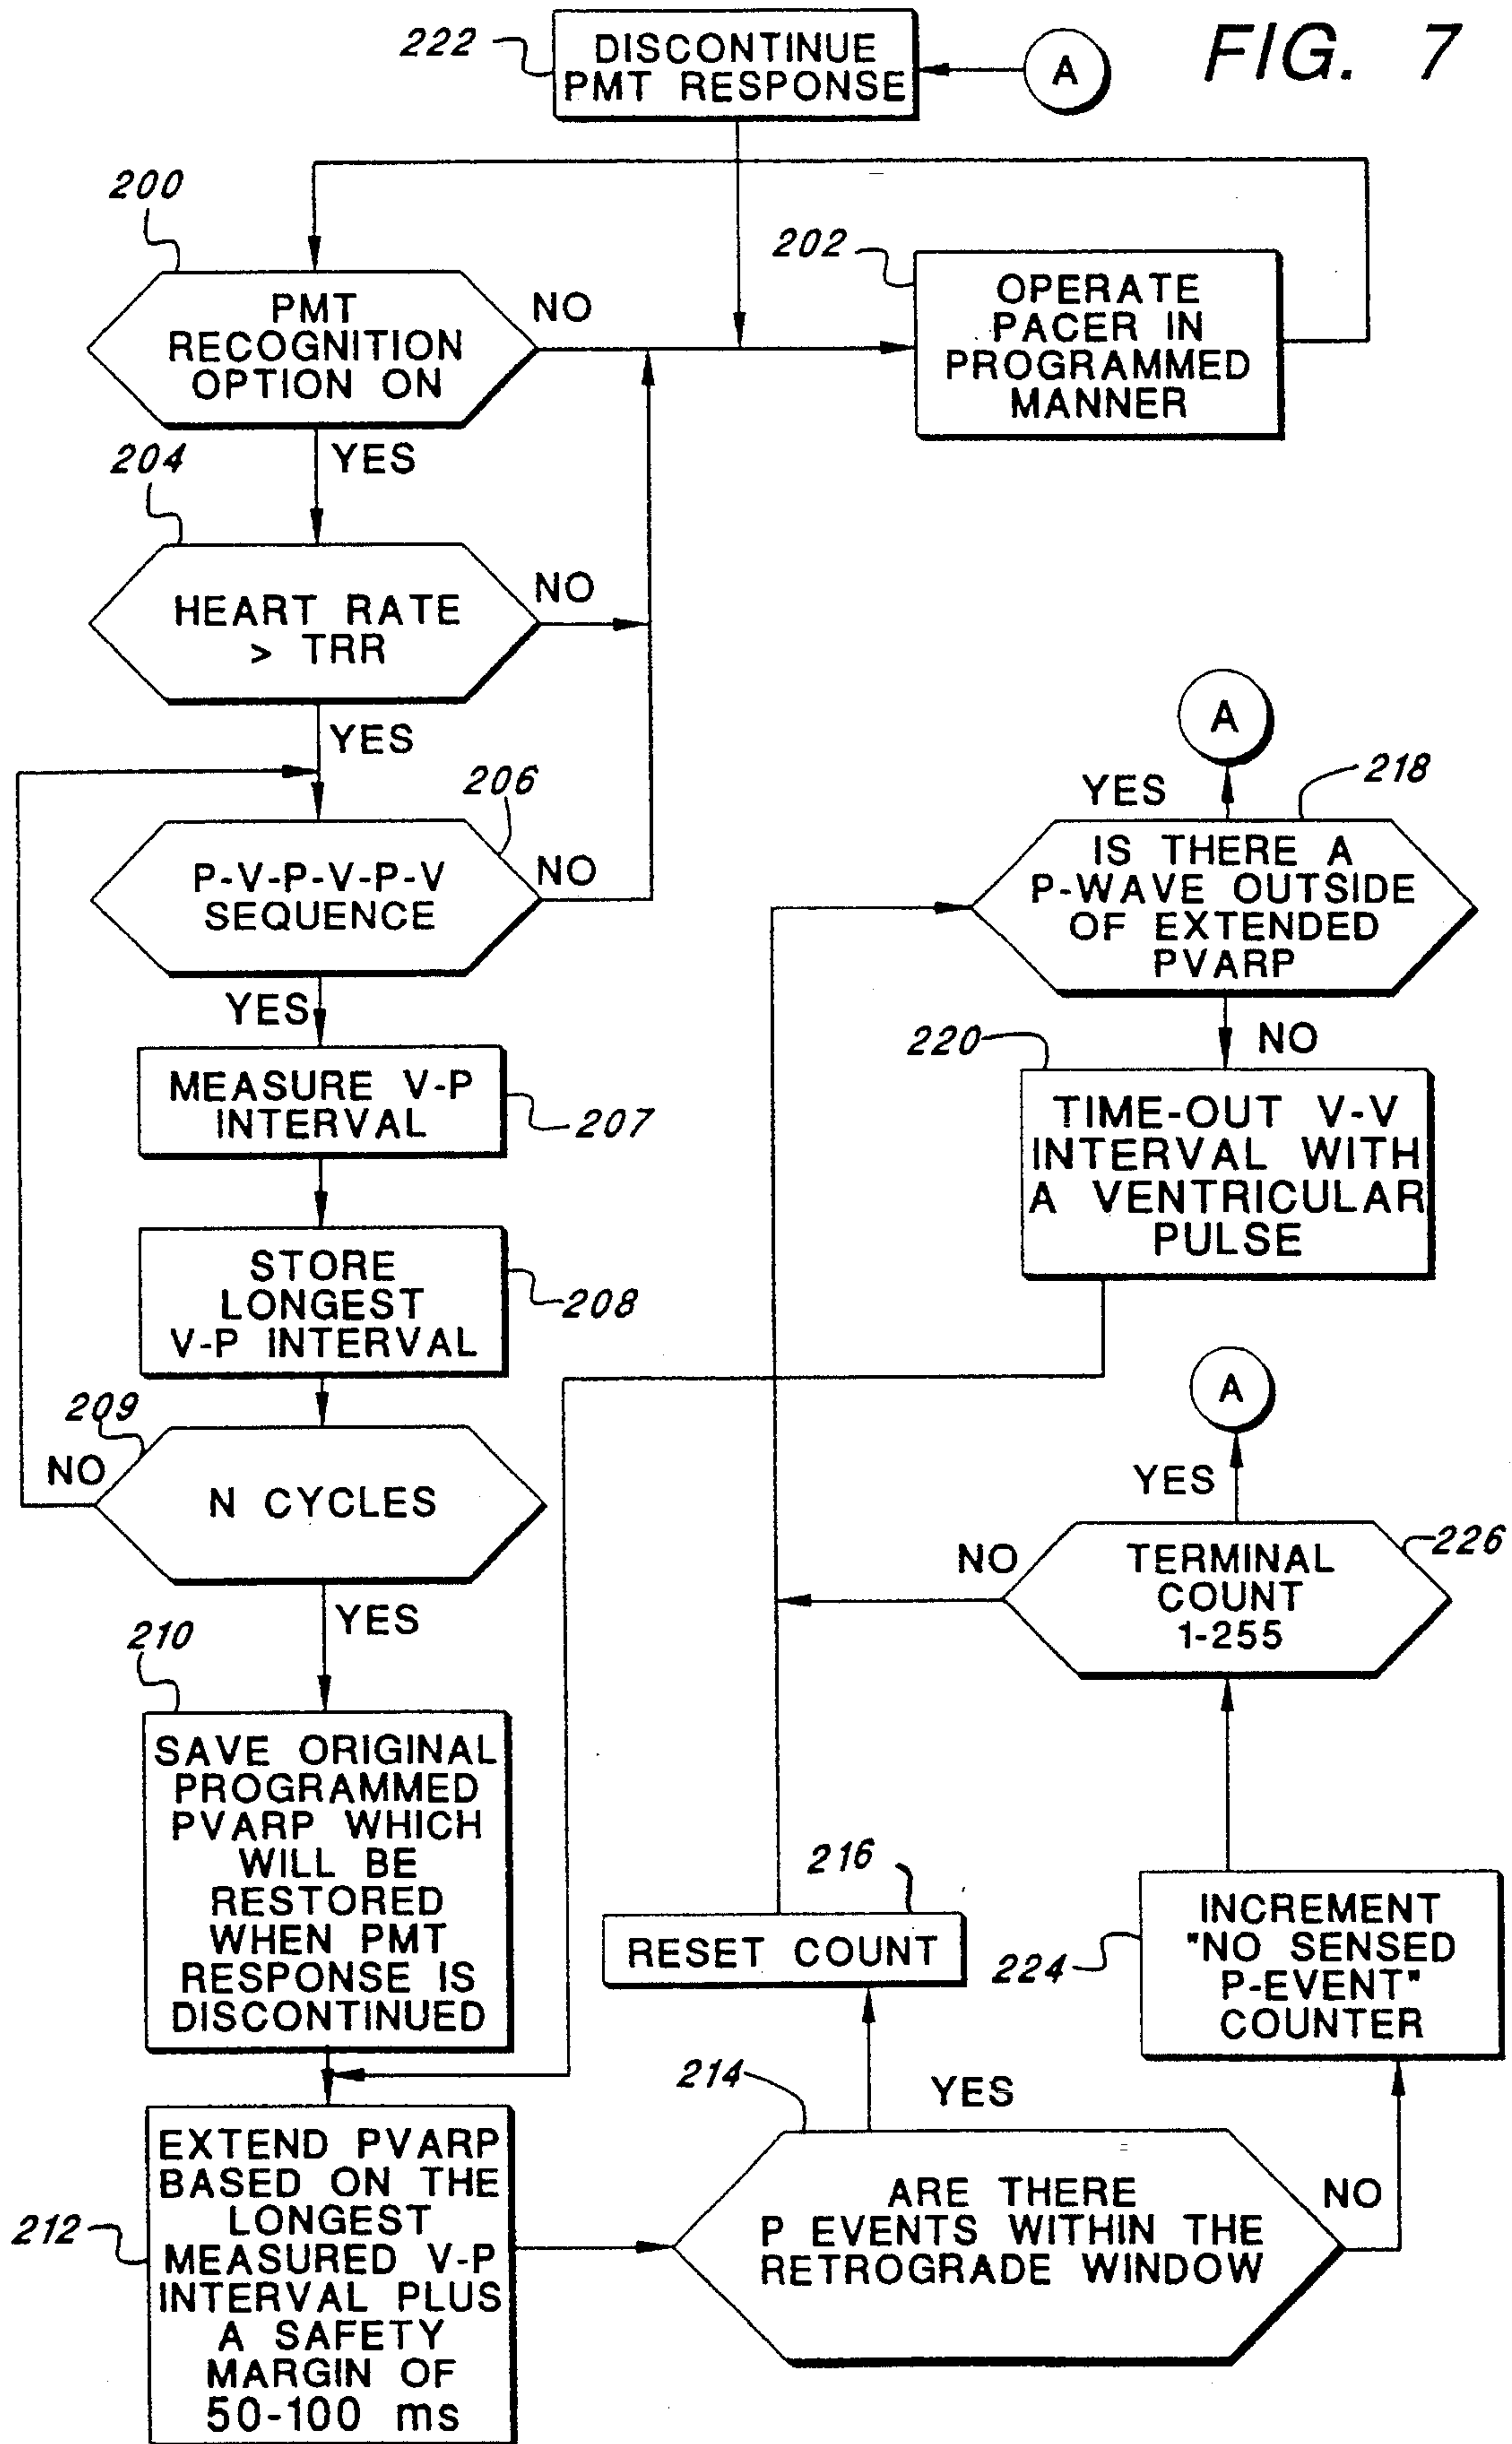 222
DISCONTINUE
PMT RESPONSE
A
FIG. 7
200
PMT
RECOGNITION
OPTION ON
NO
YES
202
OPERATE
PACER IN
PROGRAMMED
MANNER
204
HEART RATE
> TRR
NO
YES
206
P-V-P-V-P-V
SEQUENCE
NO
YES
MEASURE V-P
INTERVAL
207
STORE
LONGEST
V-P INTERVAL
208
209
NO
N CYCLES
YES
210
SAVE ORIGINAL
PROGRAMMED
PVARP WHICH
WILL BE
RESTORED
WHEN PMT
RESPONSE IS
DISCONTINUED
212
EXTEND PVARP
BASED ON THE
LONGEST
MEASURED V-P
INTERVAL PLUS
A SAFETY
MARGIN OF
50-100 ms
A
YES
218
IS THERE A
P-WAVE OUTSIDE
OF EXTENDED
PVARP
NO
220
TIME-OUT V-V
INTERVAL WITH
A VENTRICULAR
PULSE
A
YES
226
NO
TERMINAL
COUNT
1-255
216
RESET COUNT
224
INCREMENT
"NO SENSED
P-EVENT"
COUNTER
214
YES
ARE THERE
P EVENTS WITHIN THE
RETROGRADE WINDOW
NO